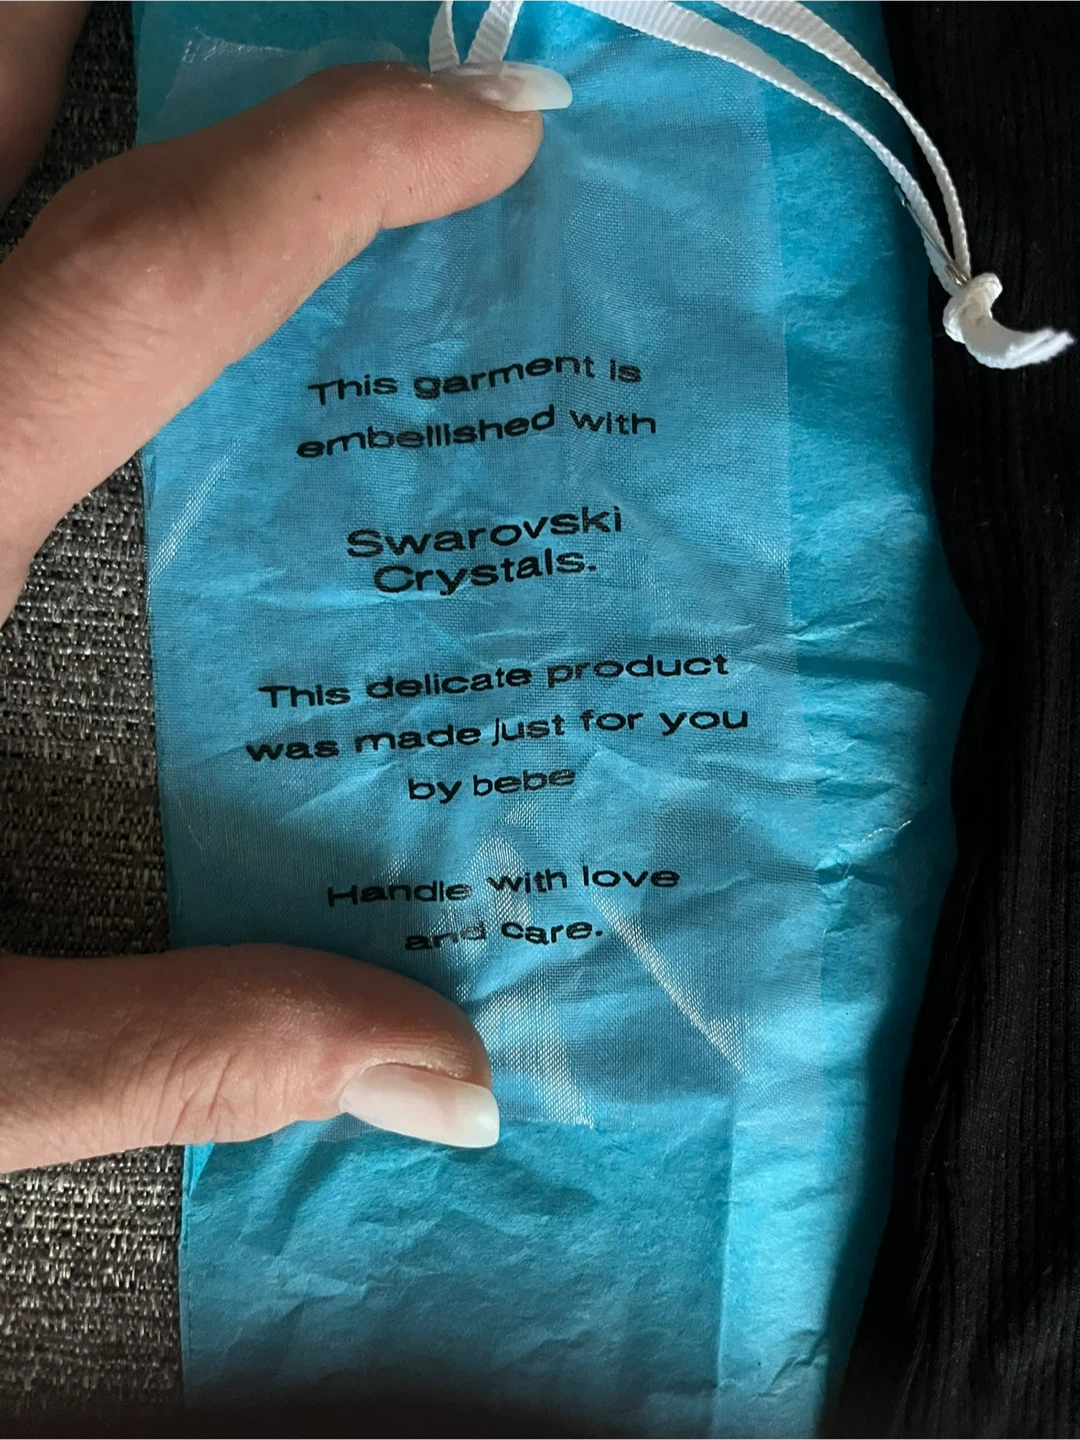 This garment is
embellished with
Swarovski
Crystals.
This delicate product
was made just for you
by bebe
Handle with love
and care.